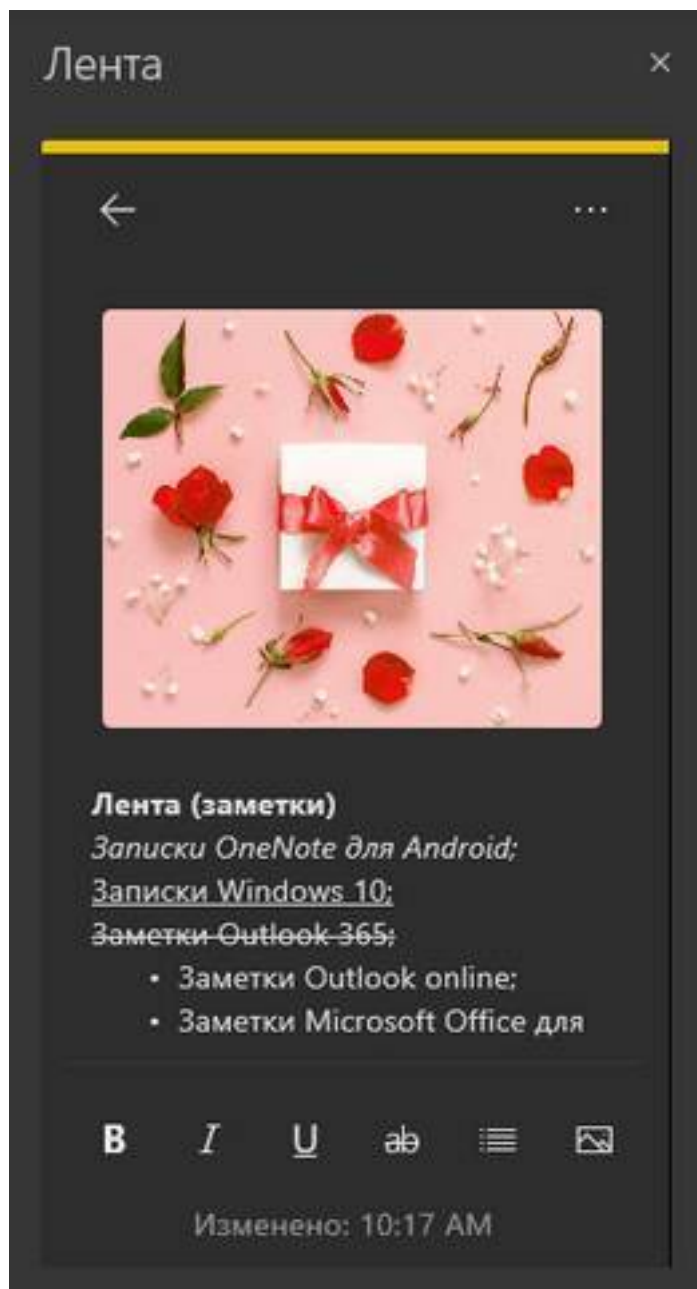 Лента
Лента (заметки)
Записки OneNote для Android;
Записки Windows 10;
Заметки Outlook 365;
• Заметки Outlook online;
• Заметки Microsoft Office для
B I U ab
Изменено: 10:17 AM